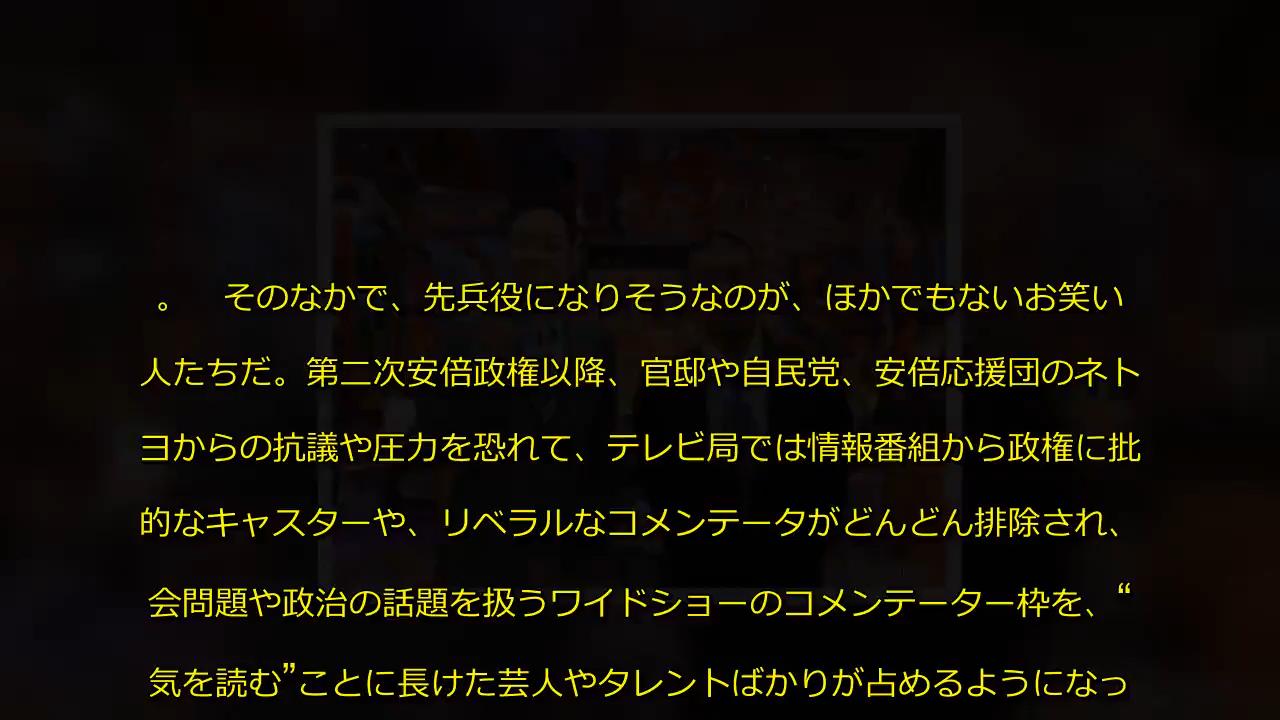 。　そのなかで、先兵役になりそうなのが、ほかでもないお笑い
人たちだ。第二次安倍政権以降、官邸や自民党、安倍応援団のネト
ヨからの抗議や圧力を恐れて、テレビ局では情報番組から政権に批
的なキャスターや、リベラルなコメンテータがどんどん排除され、
会問題や政治の話題を扱うワイドショーのコメンテーター枠を、“
気を読む”ことに長けた芸人やタレントばかりが占めるようになっ